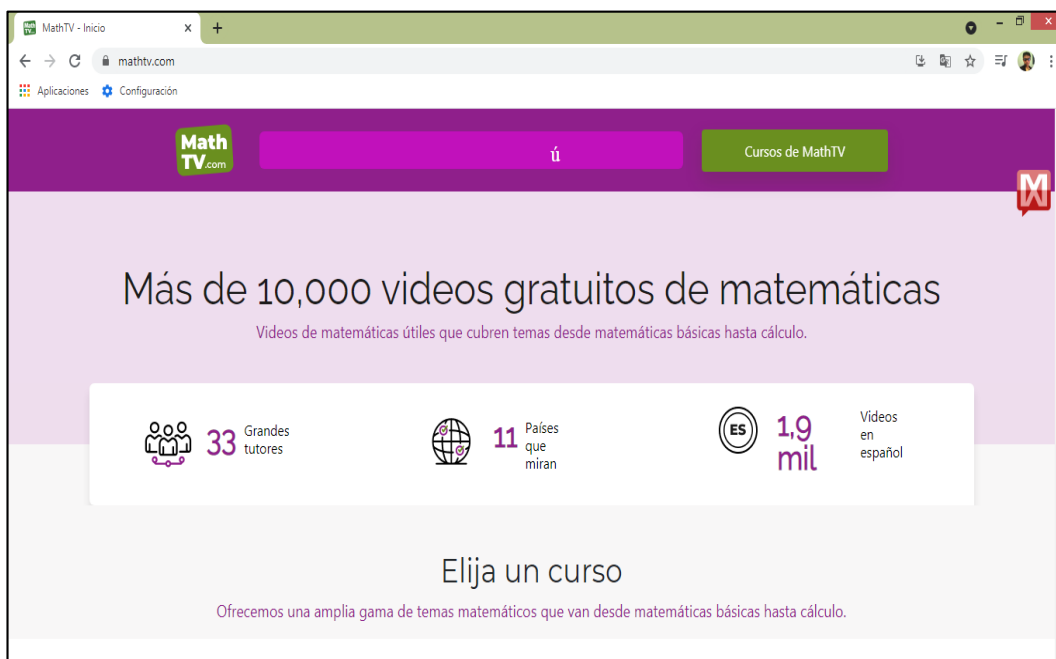 MathTV - Inicio
mathtv.com
Aplicaciones Configuración
Math
TV.com
ú
Cursos de MathTV
Más de 10,000 videos gratuitos de matemáticas
Videos de matemáticas útiles que cubren temas desde matemáticas básicas hasta cálculo.
33 Grandes
tutores
11 Países
que
miran
ES
1,9
mil
Videos
en
español
Elija un curso
Ofrecemos una amplia gama de temas matemáticos que van desde matemáticas básicas hasta cálculo.